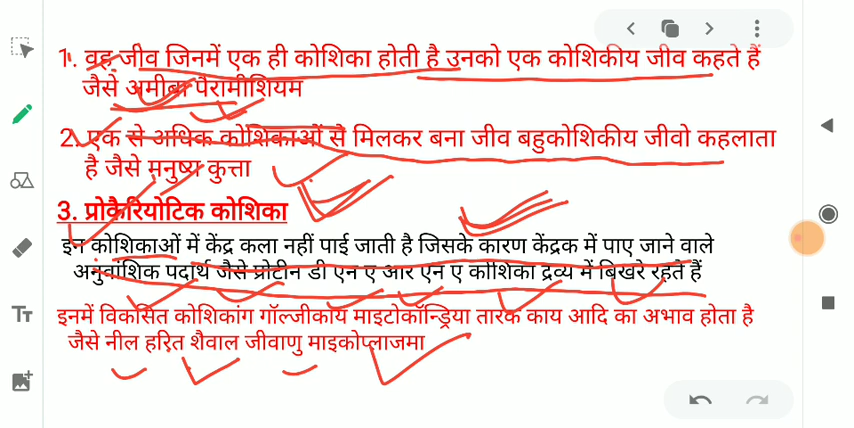 1. वह जीव जिनमें एक ही कोशिका होती है उनको एक कोशिकीय जीव कहते हैं
जैसे अमीबा पैरामीशियम
2. एक से अधिक कोशिकाओं से मिलकर बना जीव बहुकोशिकीय जीवो कहलाता
है जैसे मनुष्य कुत्ता
3. प्रोकैरियोटिक कोशिका
इन कोशिकाओं में केंद्र कला नहीं पाई जाती है जिसके कारण केंद्रक में पाए जाने वाले
अनुवांशिक पदार्थ जैसे प्रोटीन डी एन ए आर एन ए कोशिका द्रव्य में बिखरे रहते हैं
इनमें विकसित कोशिकांग गॉल्जीकाय माइटोकॉन्ड्रिया तारक काय आदि का अभाव होता है
जैसे नील हरित शैवाल जीवाणु माइकोप्लाजमा
Tт